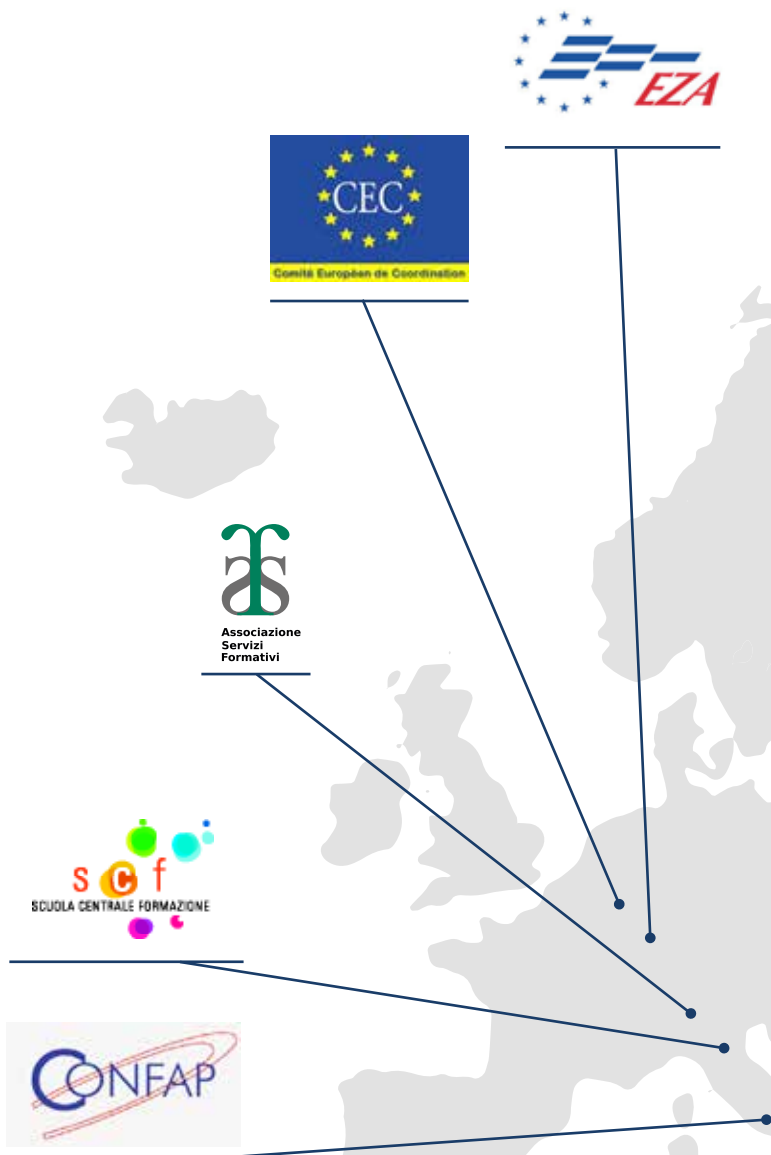 EZA
CEC
Comité Européen de Coordination
Associazione
Servizi
Formativi
scf
SCUOLA CENTRALE FORMAZIONE
CONFAP